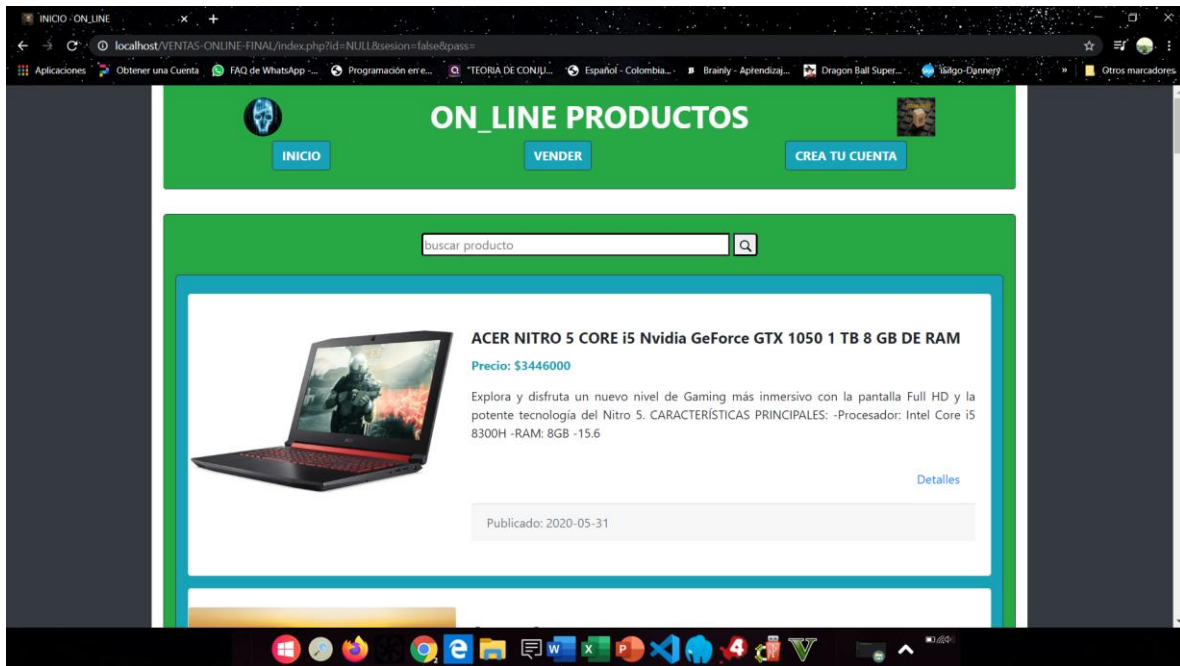 INICIO - ON_LINE
localhost/VENTAS-ONLINE-FINAL/index.php?id=NULL&sesion=false&pass=
Aplicaciones
Obtener una Cuenta
FAQ de WhatsApp -...
Programación en e...
"TEORIA DE CONJU...
Español - Colombia...
Brainly - Aprendizaj...
Dragon Ball Super...
»
Otros marcadores
ON_LINE PRODUCTOS
INICIO
VENDER
CREA TU CUENTA
buscar producto
ACER NITRO 5 CORE i5 Nvidia GeForce GTX 1050 1 TB 8 GB DE RAM
Precio: $3446000
Explora y disfruta un nuevo nivel de Gaming más inmersivo con la pantalla Full HD y la
potente tecnología del Nitro 5. CARACTERÍSTICAS PRINCIPALES: -Procesador: Intel Core i5
8300H -RAM: 8GB -15.6
Detalles
Publicado: 2020-05-31